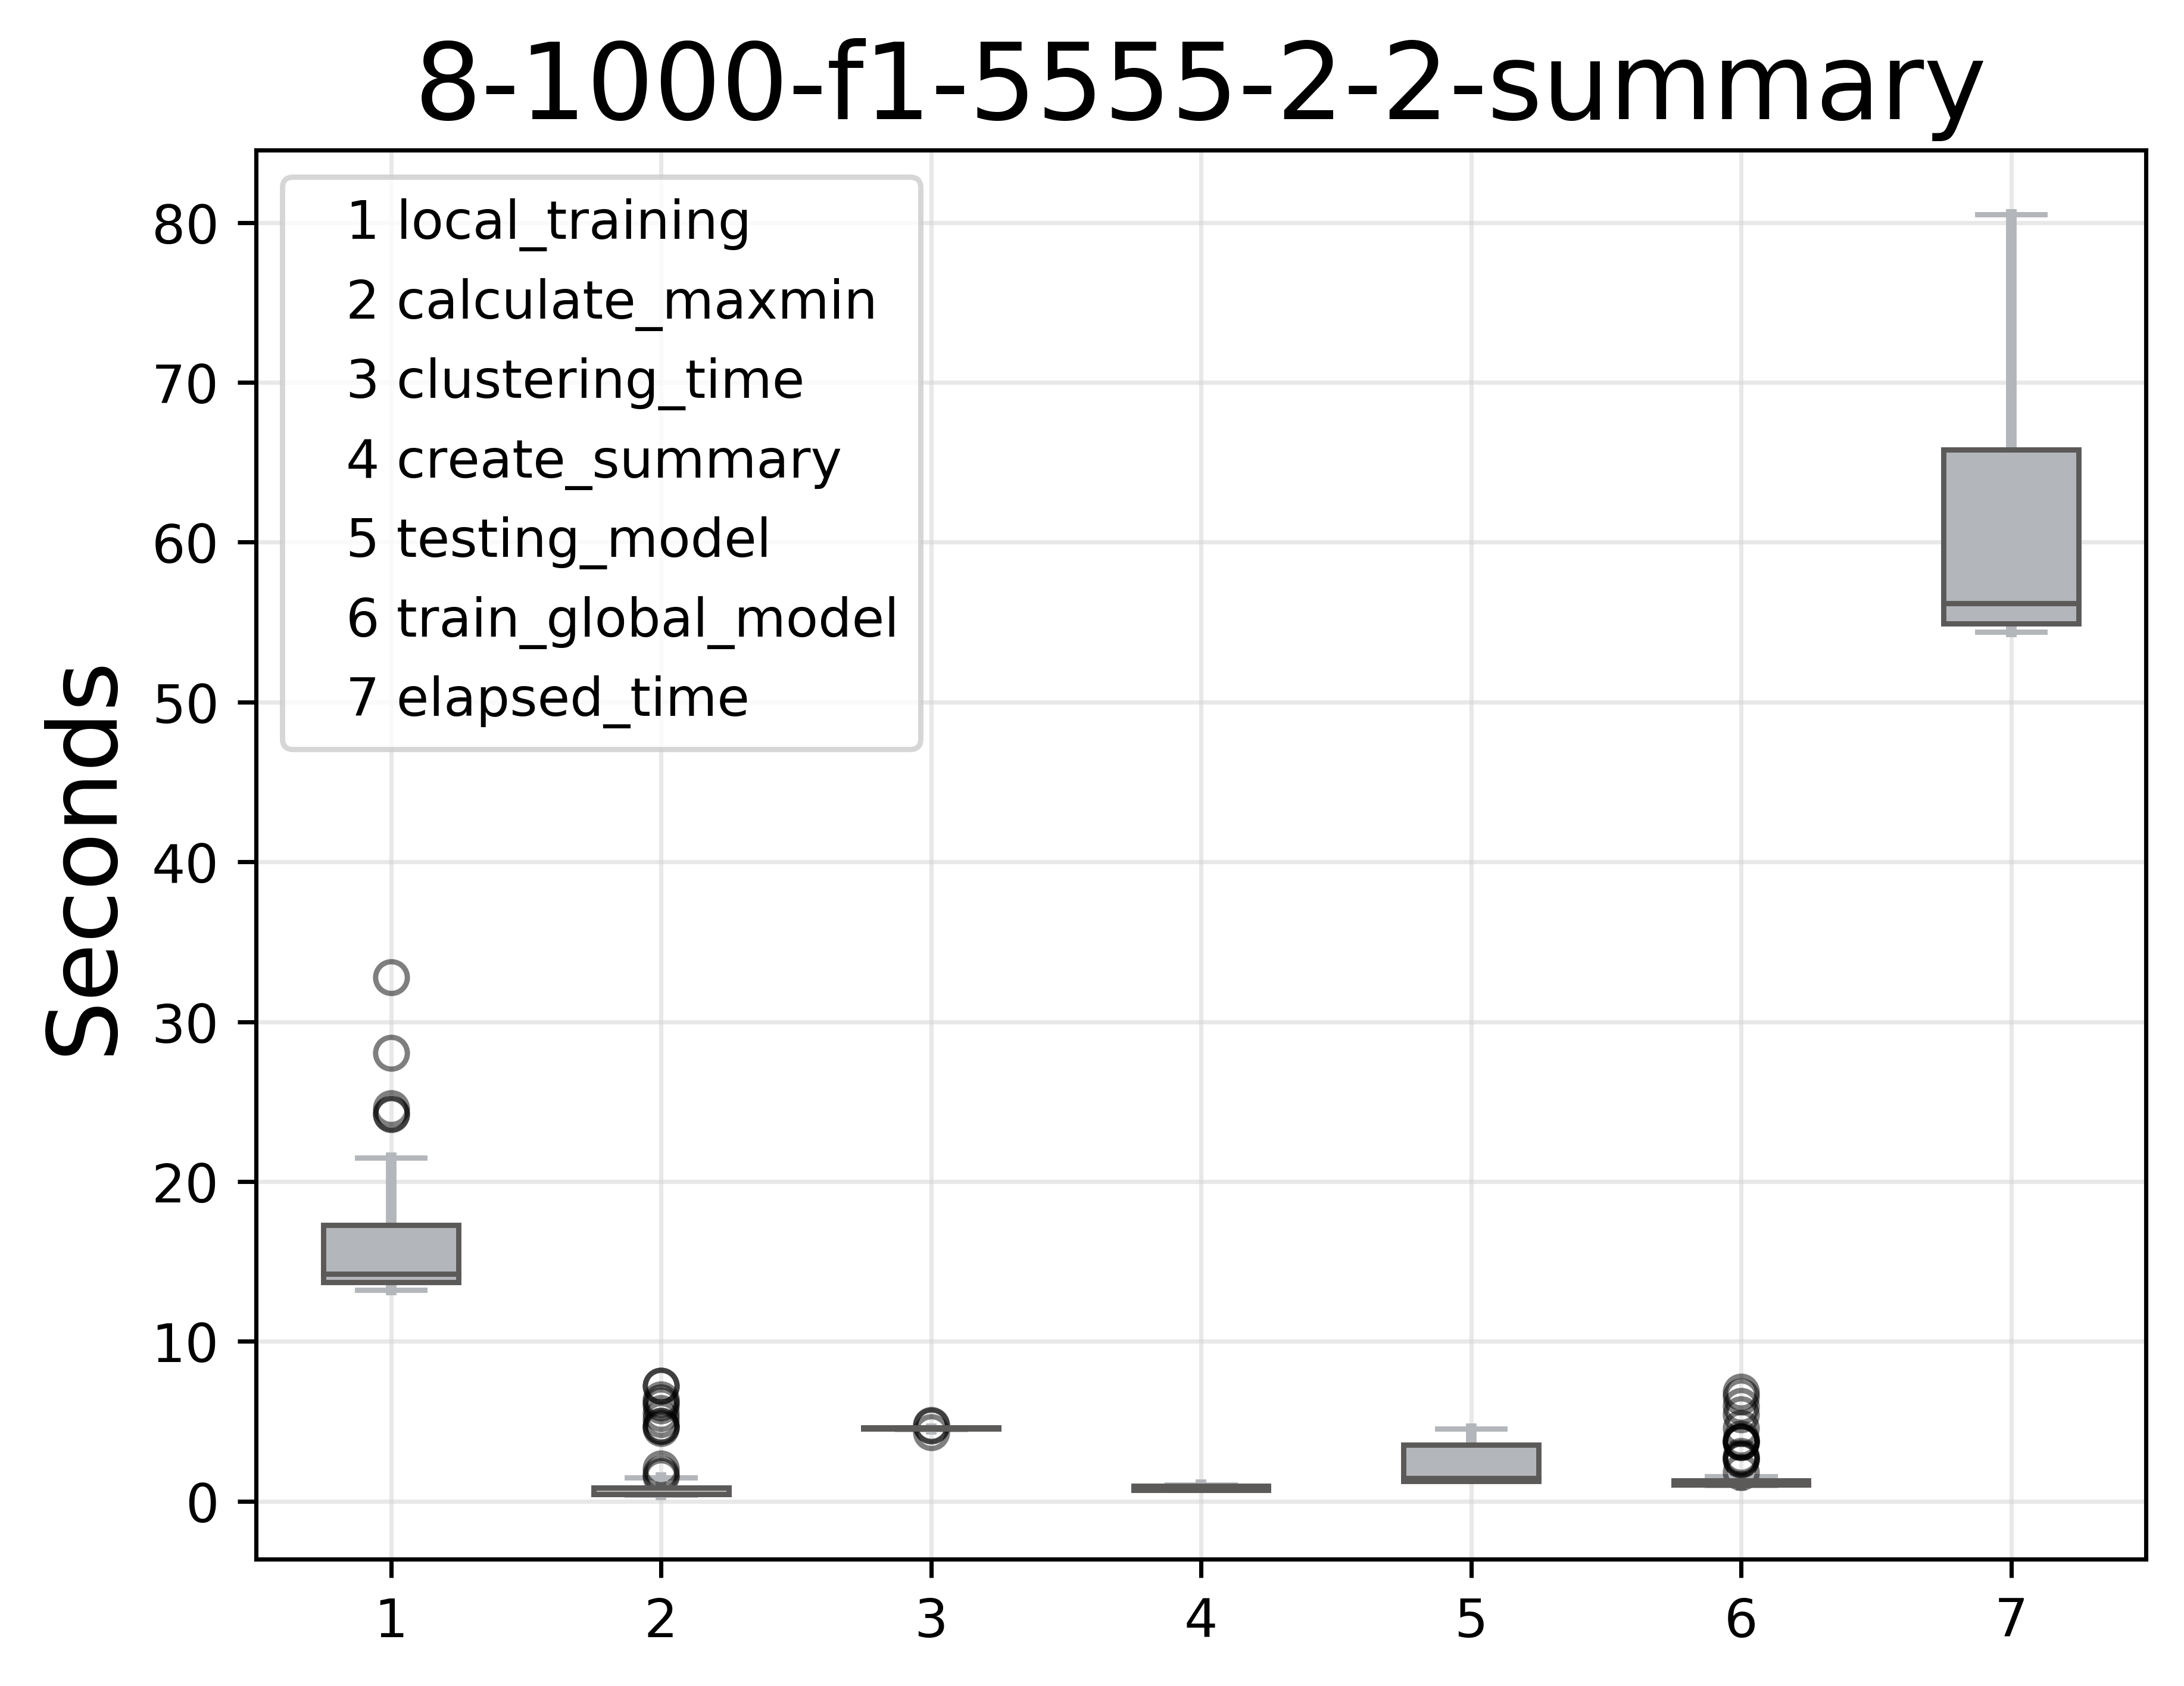 8-1000-f1-5555-2-2-summary
1 local_training
2 calculate_maxmin
3 clustering_time
4 create_summary
5 testing_model
6 train_global_model
7 elapsed_time
Seconds
80
70
60
50
40
30
20
10
0
1 2 3 4 5 6 7